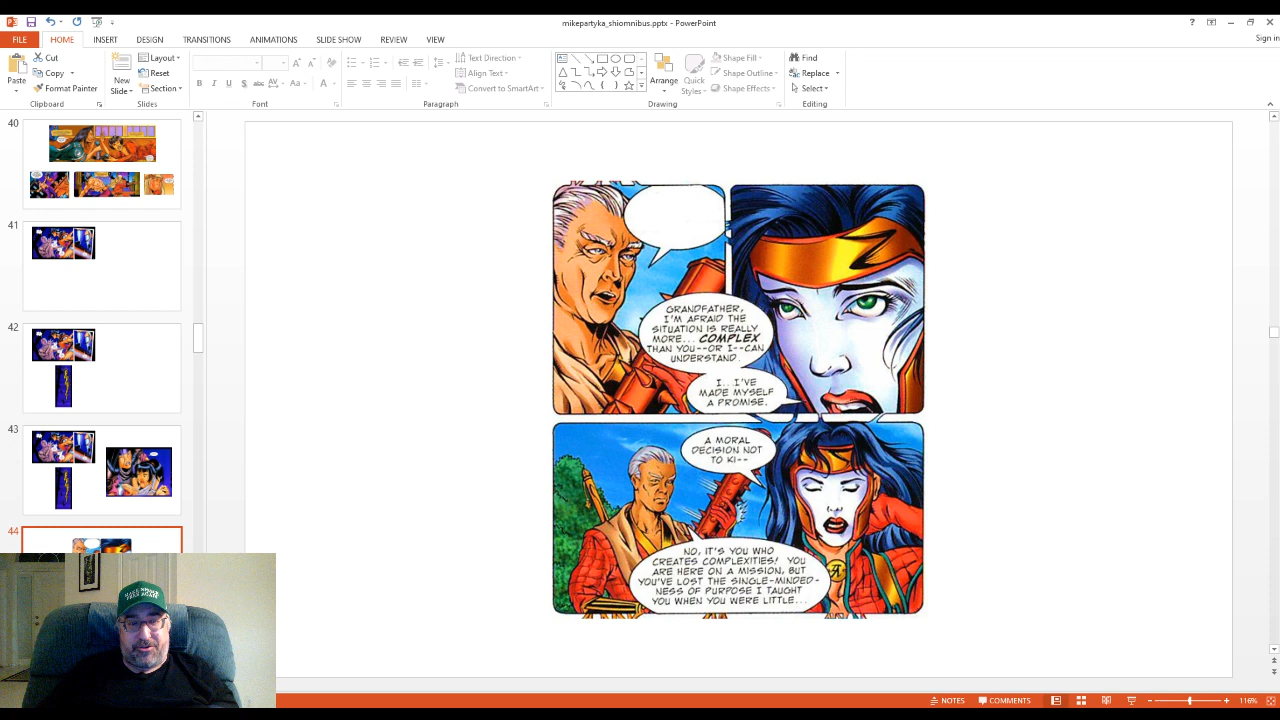 mikepartyka_shiomnibus.pptx - PowerPoint
Sign in
FILE HOME INSERT DESIGN TRANSITIONS ANIMATIONS SLIDE SHOW REVIEW VIEW
Paste
Cut
Copy
Format Painter
Clipboard
New
Slide
Layout
Reset
Section
Slides
Font
Text Direction
Align Text
Convert to SmartArt
Paragraph
Arrange
Quick
Styles
Shape Fill
Shape Outline
Shape Effects
Drawing
Find
Replace
Select
Editing
40
41
42
43
44
GRANDFATHER,
I'M AFRAID THE
SITUATION IS REALLY
MORE... COMPLEX
THAN YOU--OR I--CAN
UNDERSTAND.
I...I'VE
MADE MYSELF
A PROMISE.
A MORAL
DECISION NOT
TO KI--
NO, IT'S YOU WHO
CREATES COMPLEXITIES! YOU
ARE HERE ON A MISSION, BUT
YOU'VE LOST THE SINGLE-MINDED-
NESS OF PURPOSE I TAUGHT
YOU WHEN YOU WERE LITTLE...
NOTES COMMENTS 116%